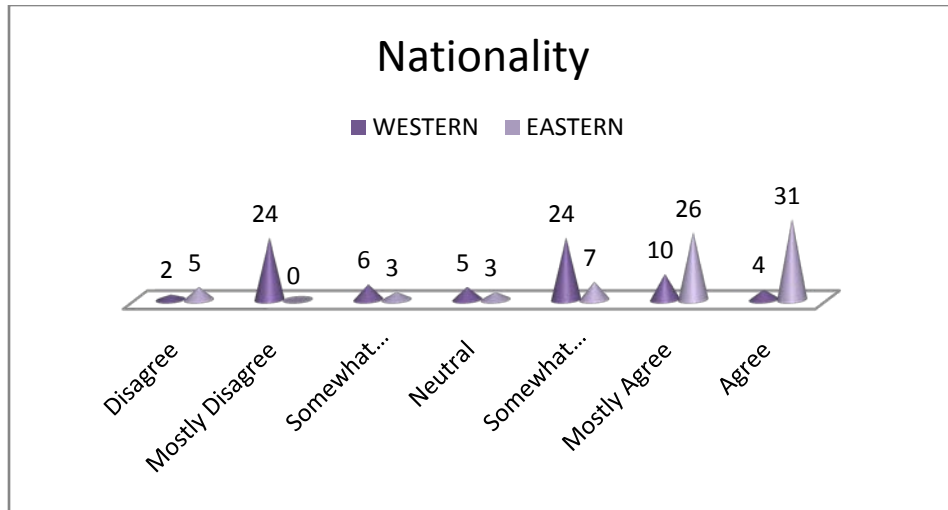 Nationality
WESTERN EASTERN
2 5 24 0 6 3 5 3 24 7 10 26 4 31
Disagree
Mostly Disagree
Somewhat...
Neutral
Somewhat...
Mostly Agree
Agree